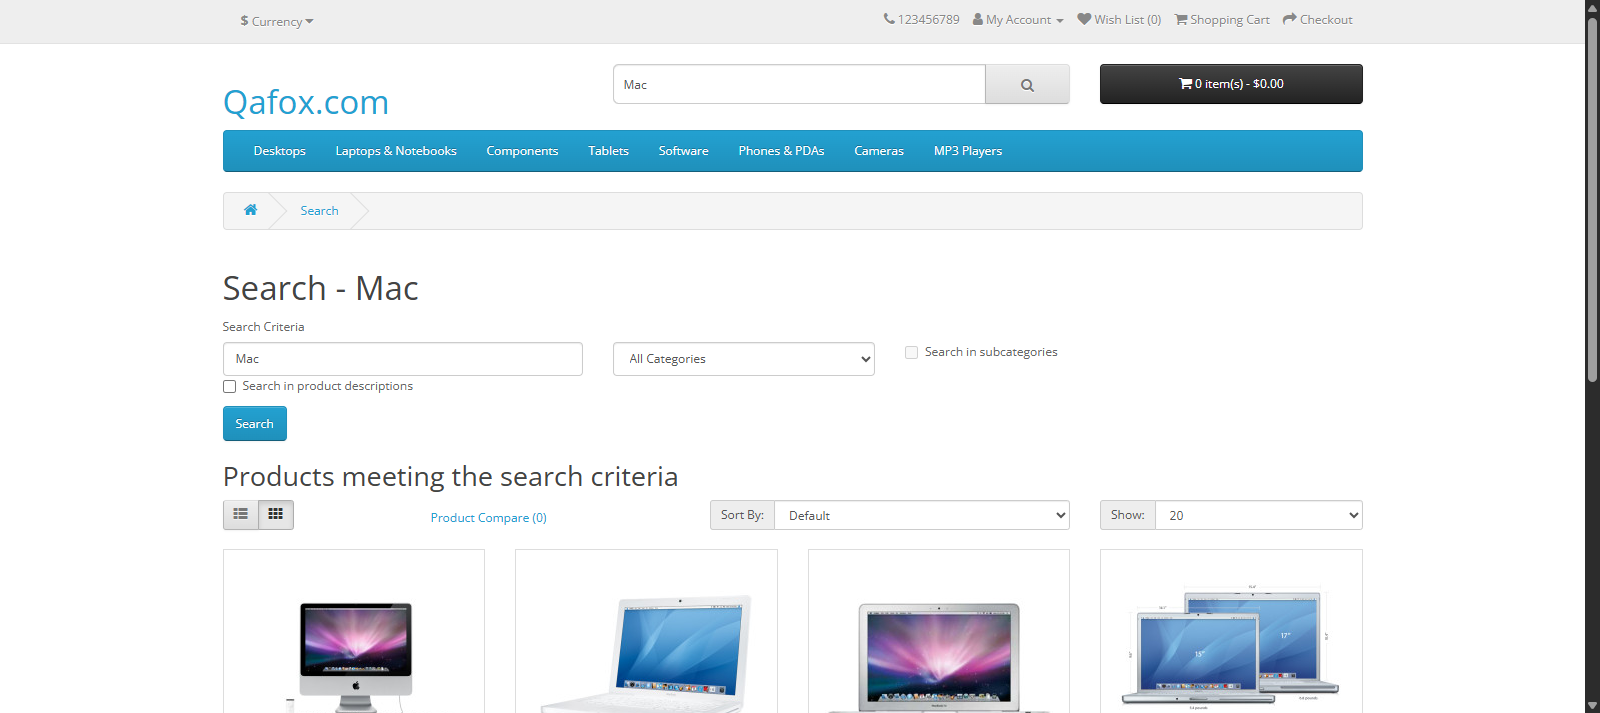 $ Currency
123456789 My Account Wish List (0) Shopping Cart Checkout
Qafox.com
Mac
0 item(s) - $0.00
Desktops Laptops & Notebooks Components Tablets Software Phones & PDAs Cameras MP3 Players
Search
Search - Mac
Search Criteria
Mac
All Categories
Search in subcategories
Search in product descriptions
Search
Products meeting the search criteria
Product Compare (0)
Sort By: Default
Show: 20
15"
17"